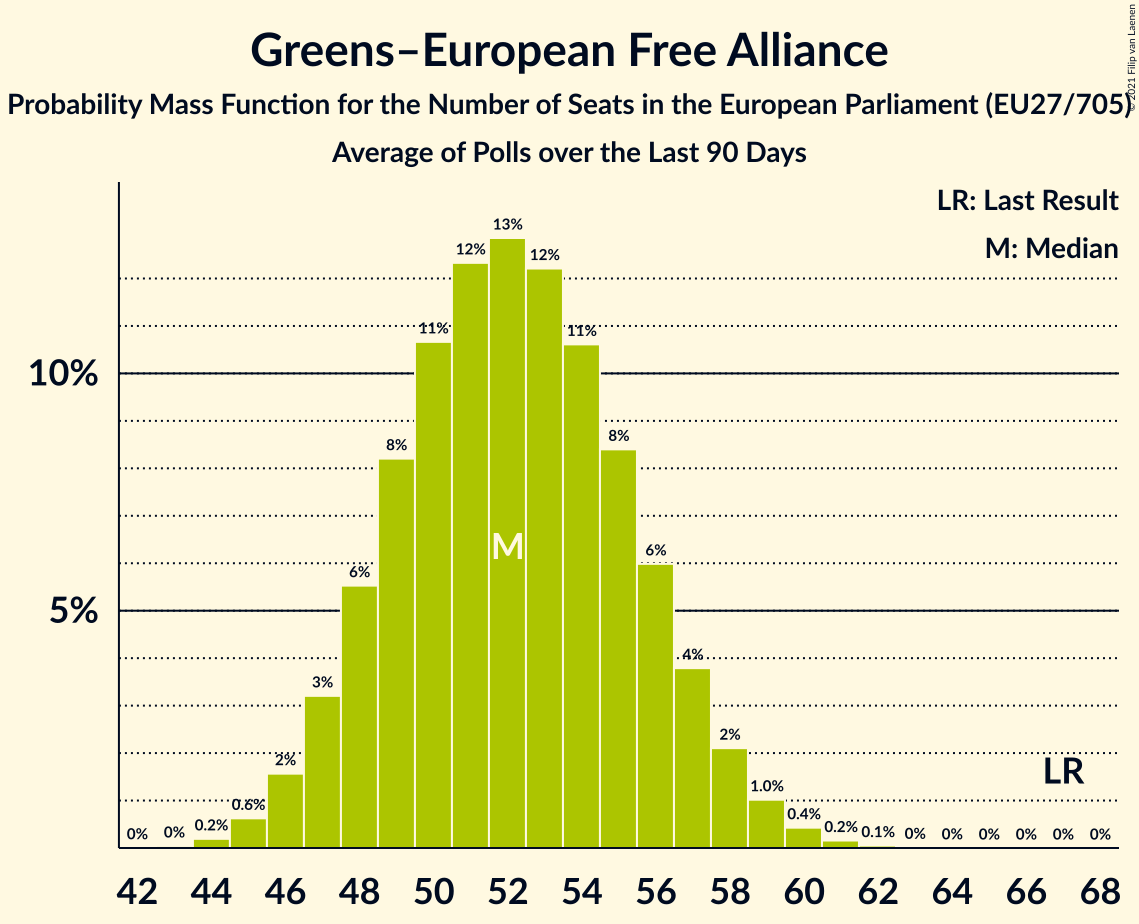 Greens–European Free Alliance
Probability Mass Function for the Number of Seats in the European Parliament (EU27/705)
Average of Polls over the Last 90 Days
© 2021 Filip van Laenen
LR: Last Result
M: Median
10%
5%
0% 0% 0.2% 0.6% 2% 3% 6% 8% 11% 12% 13% 12% 11% 8% 6% 4% 2% 1.0% 0.4% 0.2% 0.1% 0% 0% 0% 0% 0% 0%
M
LR
42 44 46 48 50 52 54 56 58 60 62 64 66 68